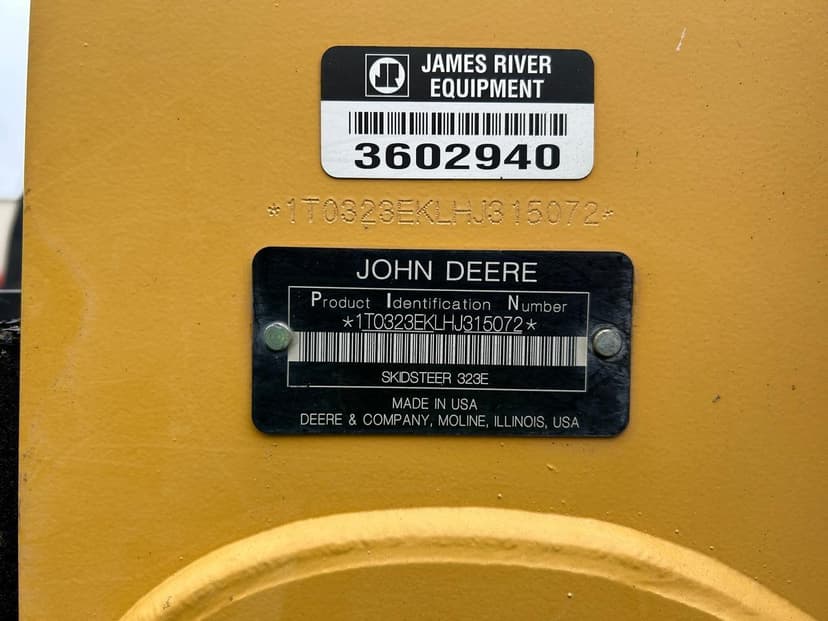 JR JAMES RIVER
EQUIPMENT
3602940
*1T0323EKLHJ315072*
JOHN DEERE
Product Identification Number
*1T0323EKLHJ315072*
SKIDSTEER 323E
MADE IN USA
DEERE & COMPANY, MOLINE, ILLINOIS, USA